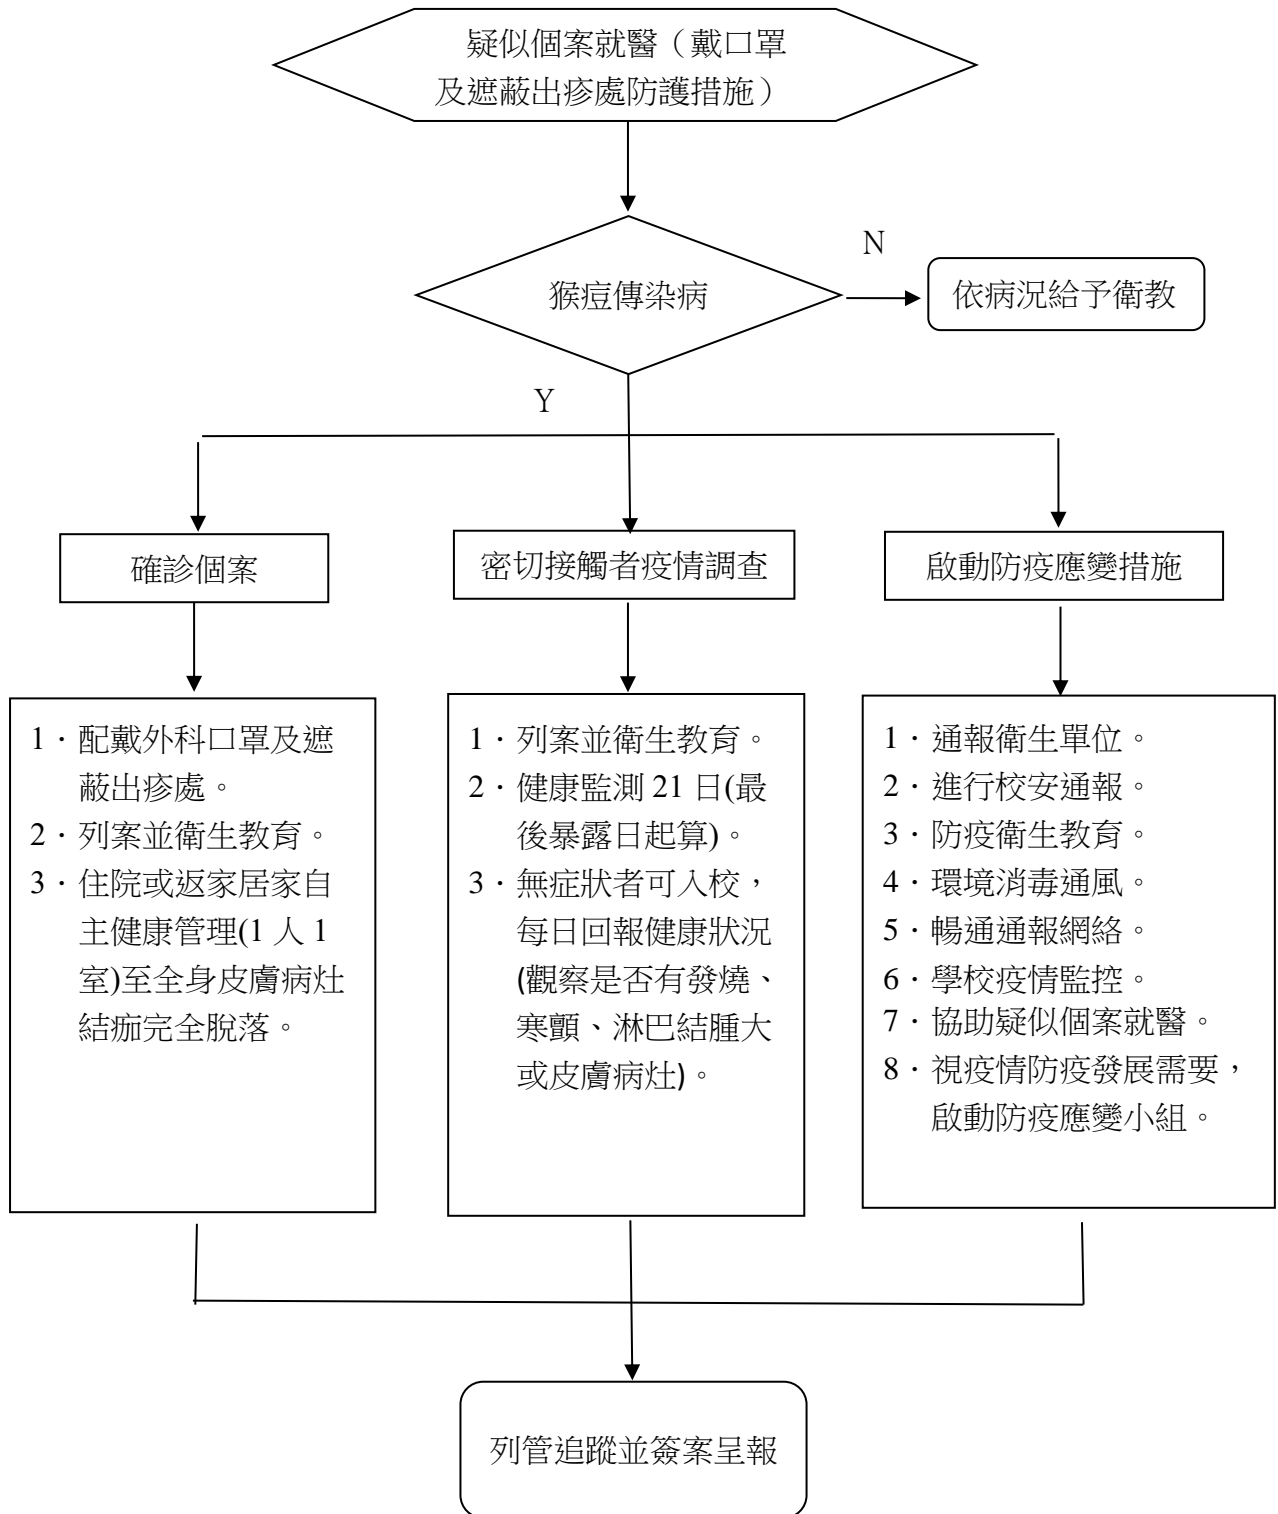 疑似個案就醫（戴口罩
及遮蔽出疹處防護措施）
猴痘傳染病
N
依病況給予衛教
Y
確診個案
密切接觸者疫情調查
啟動防疫應變措施
1．配戴外科口罩及遮
蔽出疹處。
2．列案並衛生教育。
3．住院或返家居家自
主健康管理(1 人 1
室)至全身皮膚病灶
結痂完全脫落。
1．列案並衛生教育。
2．健康監測 21 日(最
後暴露日起算)。
3．無症狀者可入校，
每日回報健康狀況
(觀察是否有發燒、
寒顫、淋巴結腫大
或皮膚病灶)。
1．通報衛生單位。
2．進行校安通報。
3．防疫衛生教育。
4．環境消毒通風。
5．暢通通報網絡。
6．學校疫情監控。
7．協助疑似個案就醫。
8．視疫情防疫發展需要，
啟動防疫應變小組。
列管追蹤並簽案呈報